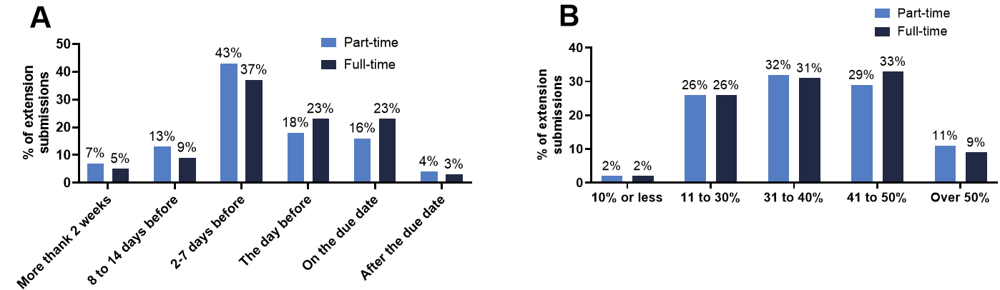 A
Part-time
Full-time
% of extension
submissions
50
40
30
20
10
0
7%
5%
13%
9%
43%
37%
18%
23%
16%
23%
4%
3%
More thank 2 weeks
8 to 14 days before
2-7 days before
The day before
On the due date
After the due date
B
Part-time
Full-time
% of extension
submissions
40
30
20
10
0
2%
2%
26%
26%
32%
31%
29%
33%
11%
9%
10% or less
11 to 30%
31 to 40%
41 to 50%
Over 50%